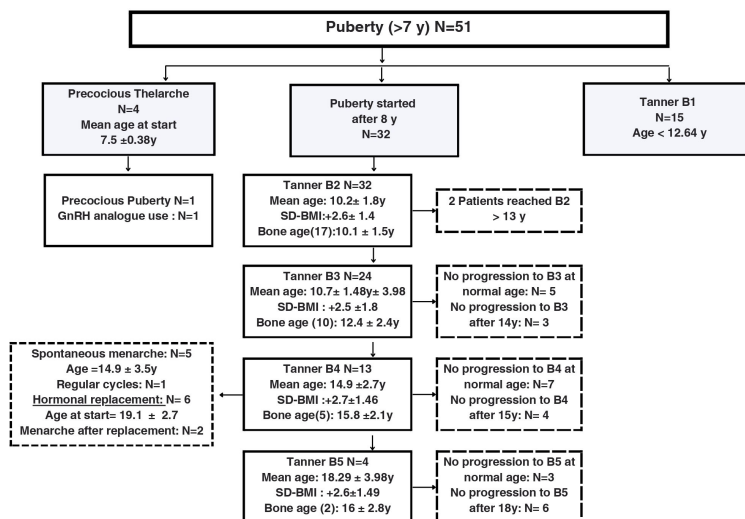 Puberty (>7 y) N=51
Precocious Thelarche
N=4
Mean age at start
7.5 ±0.38y
Puberty started
after 8 y
N=32
Tanner B1
N=15
Age < 12.64 y
Precocious Puberty N=1
GnRH analogue use : N=1
Tanner B2 N=32
Mean age: 10.2± 1.8y
SD-BMI:+2.6± 1.4
Bone age(17):10.1 ± 1.5y
2 Patients reached B2
> 13 y
Tanner B3 N=24
Mean age: 10.7± 1.48y± 3.98
SD-BMI : +2.5 ±1.8
Bone age (10): 12.4 ± 2.4y
No progression to B3 at
normal age: N= 5
No progression to B3
after 14y: N= 3
Spontaneous menarche: N=5
Age =14.9 ± 3.5y
Regular cycles: N=1
Hormonal replacement: N= 6
Age at start= 19.1 ± 2.7
Menarche after replacement: N=2
Tanner B4 N=13
Mean age: 14.9 ±2.7y
SD-BMI : +2.7±1.46
Bone age(5): 15.8 ±2.1y
No progression to B4 at
normal age: N=7
No progression to B4
after 15y: N= 4
Tanner B5 N=4
Mean age: 18.29 ± 3.98y
SD-BMI : +2.6±1.49
Bone age (2): 16 ± 2.8y
No progression to B5 at
normal age: N=3
No progression to B5
after 18y: N= 6